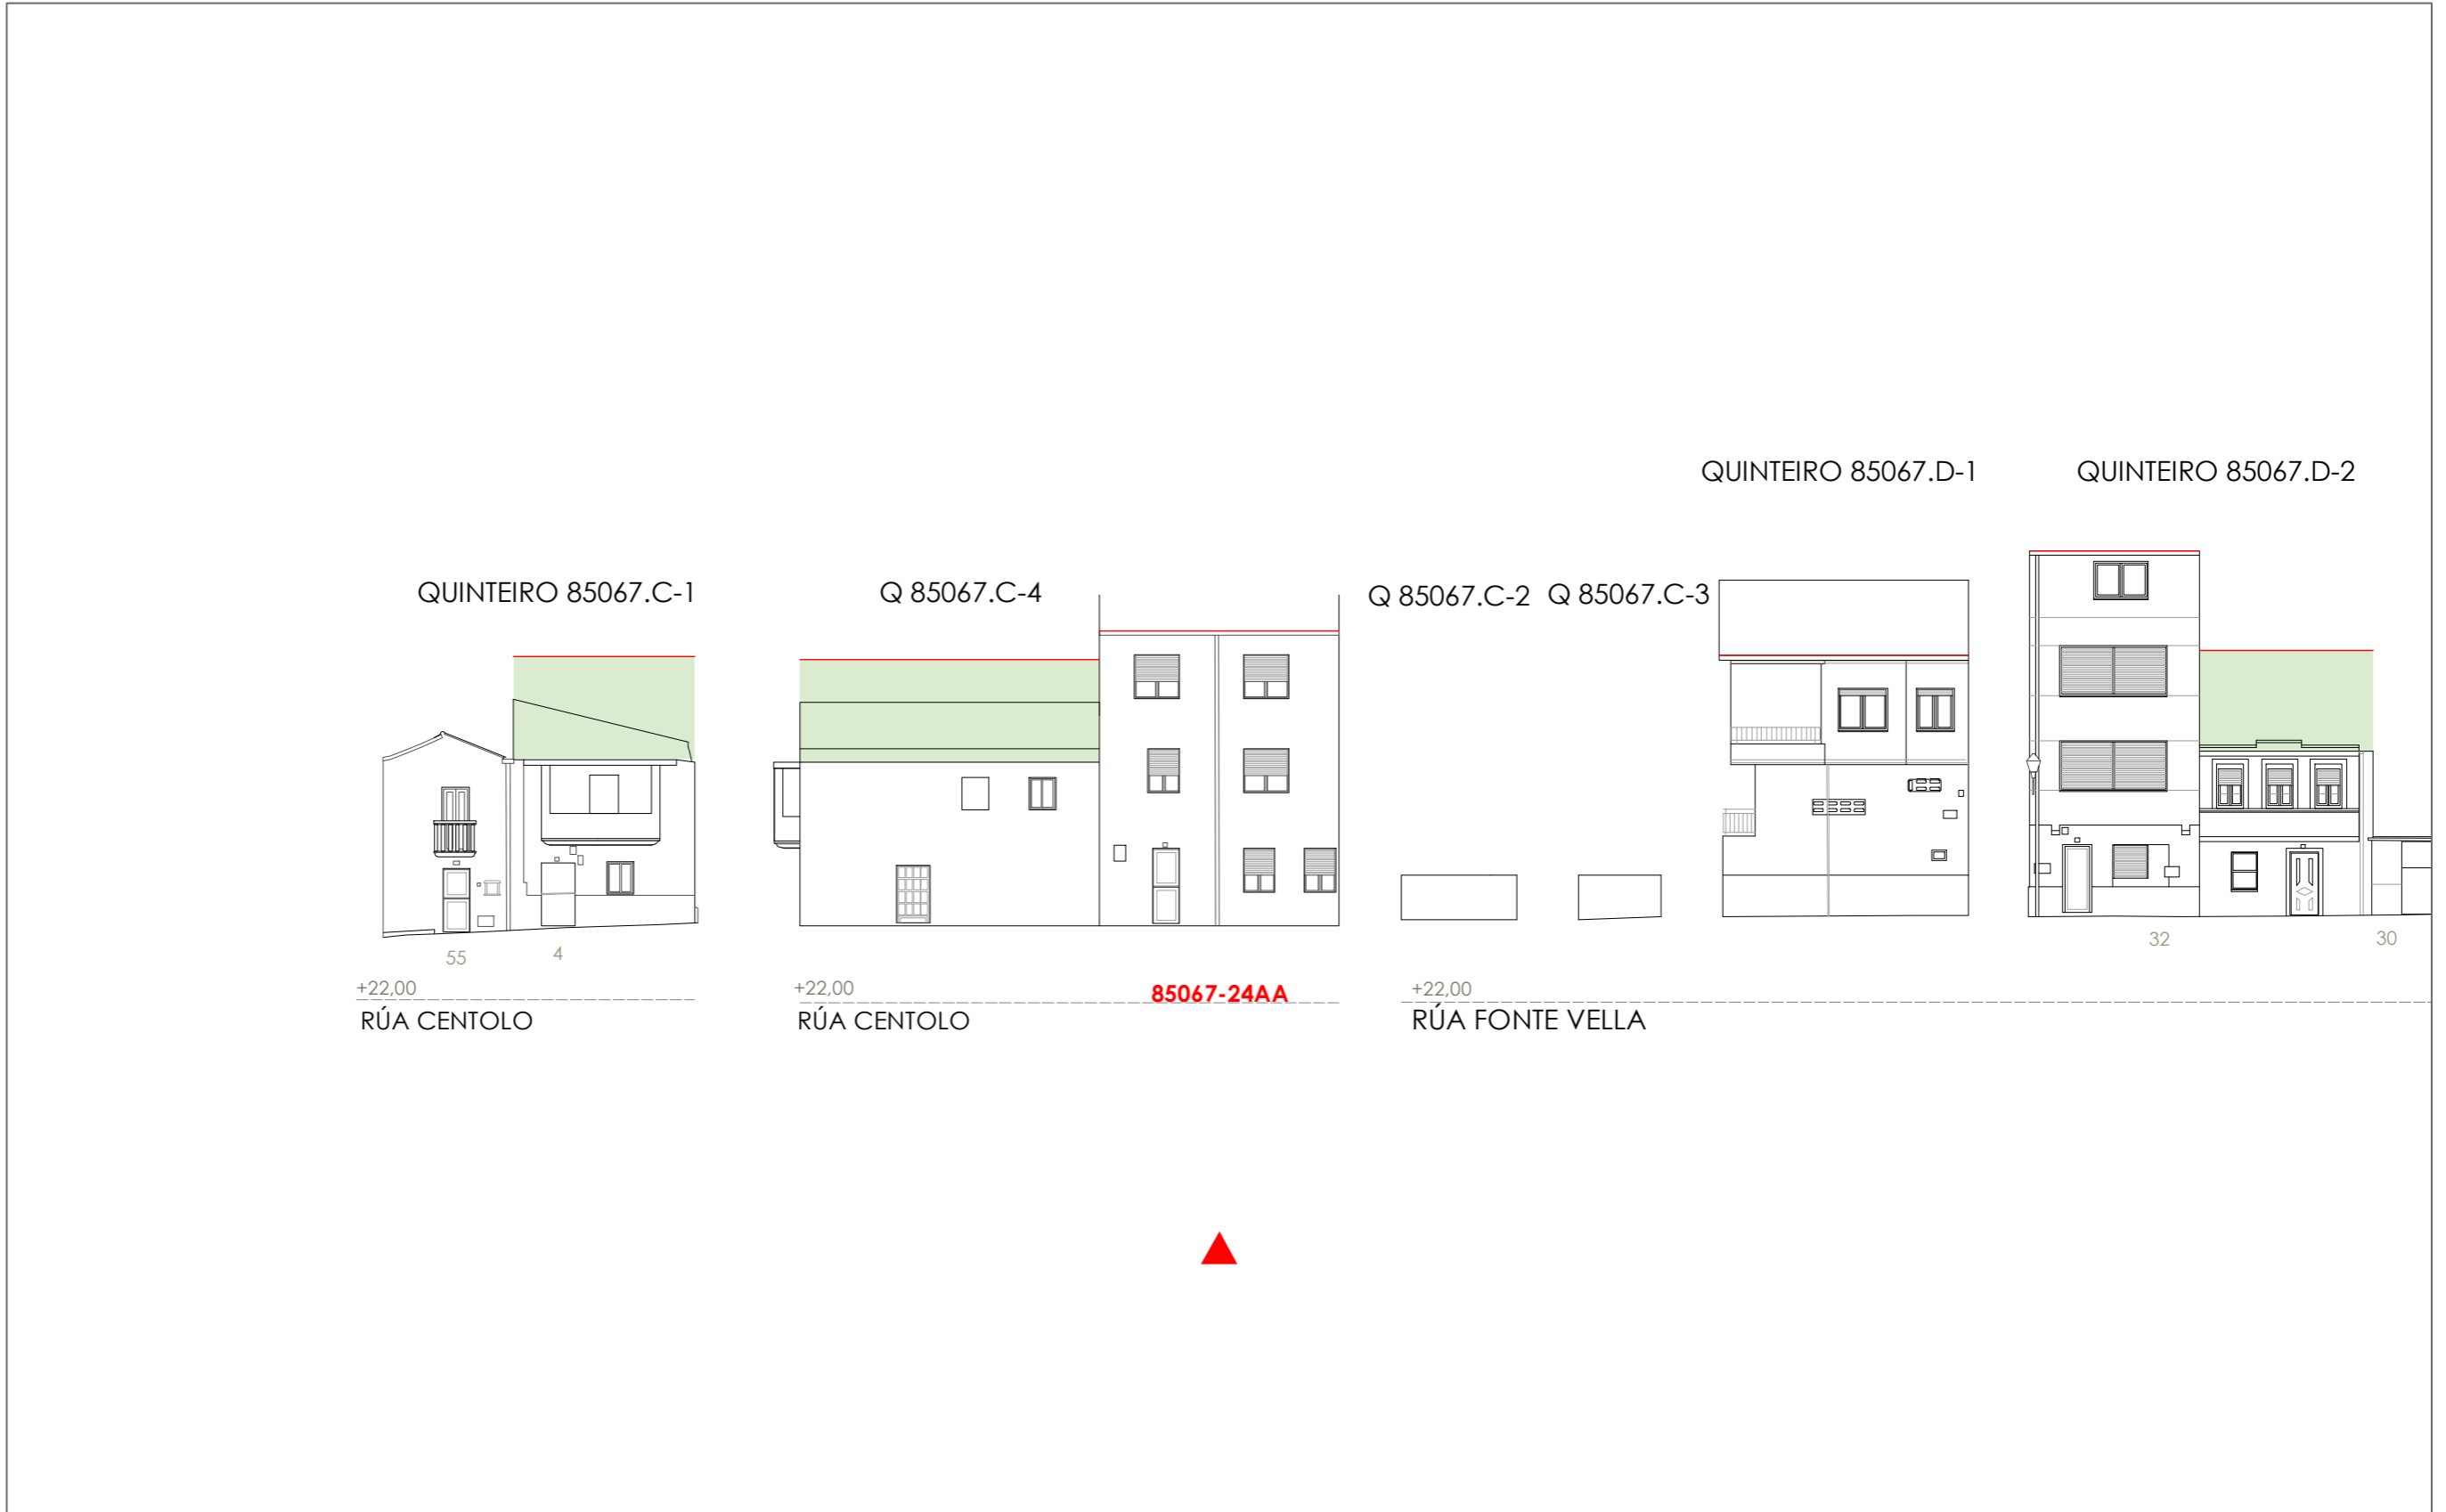 QUINTEIRO 85067.D-1
QUINTEIRO 85067.D-2
QUINTEIRO 85067.C-1
Q 85067.C-4
Q 85067.C-2
Q 85067.C-3
55
4
32
30
+22,00
RÚA CENTOLO
+22,00
85067-24AA
RÚA CENTOLO
+22,00
RÚA FONTE VELLA